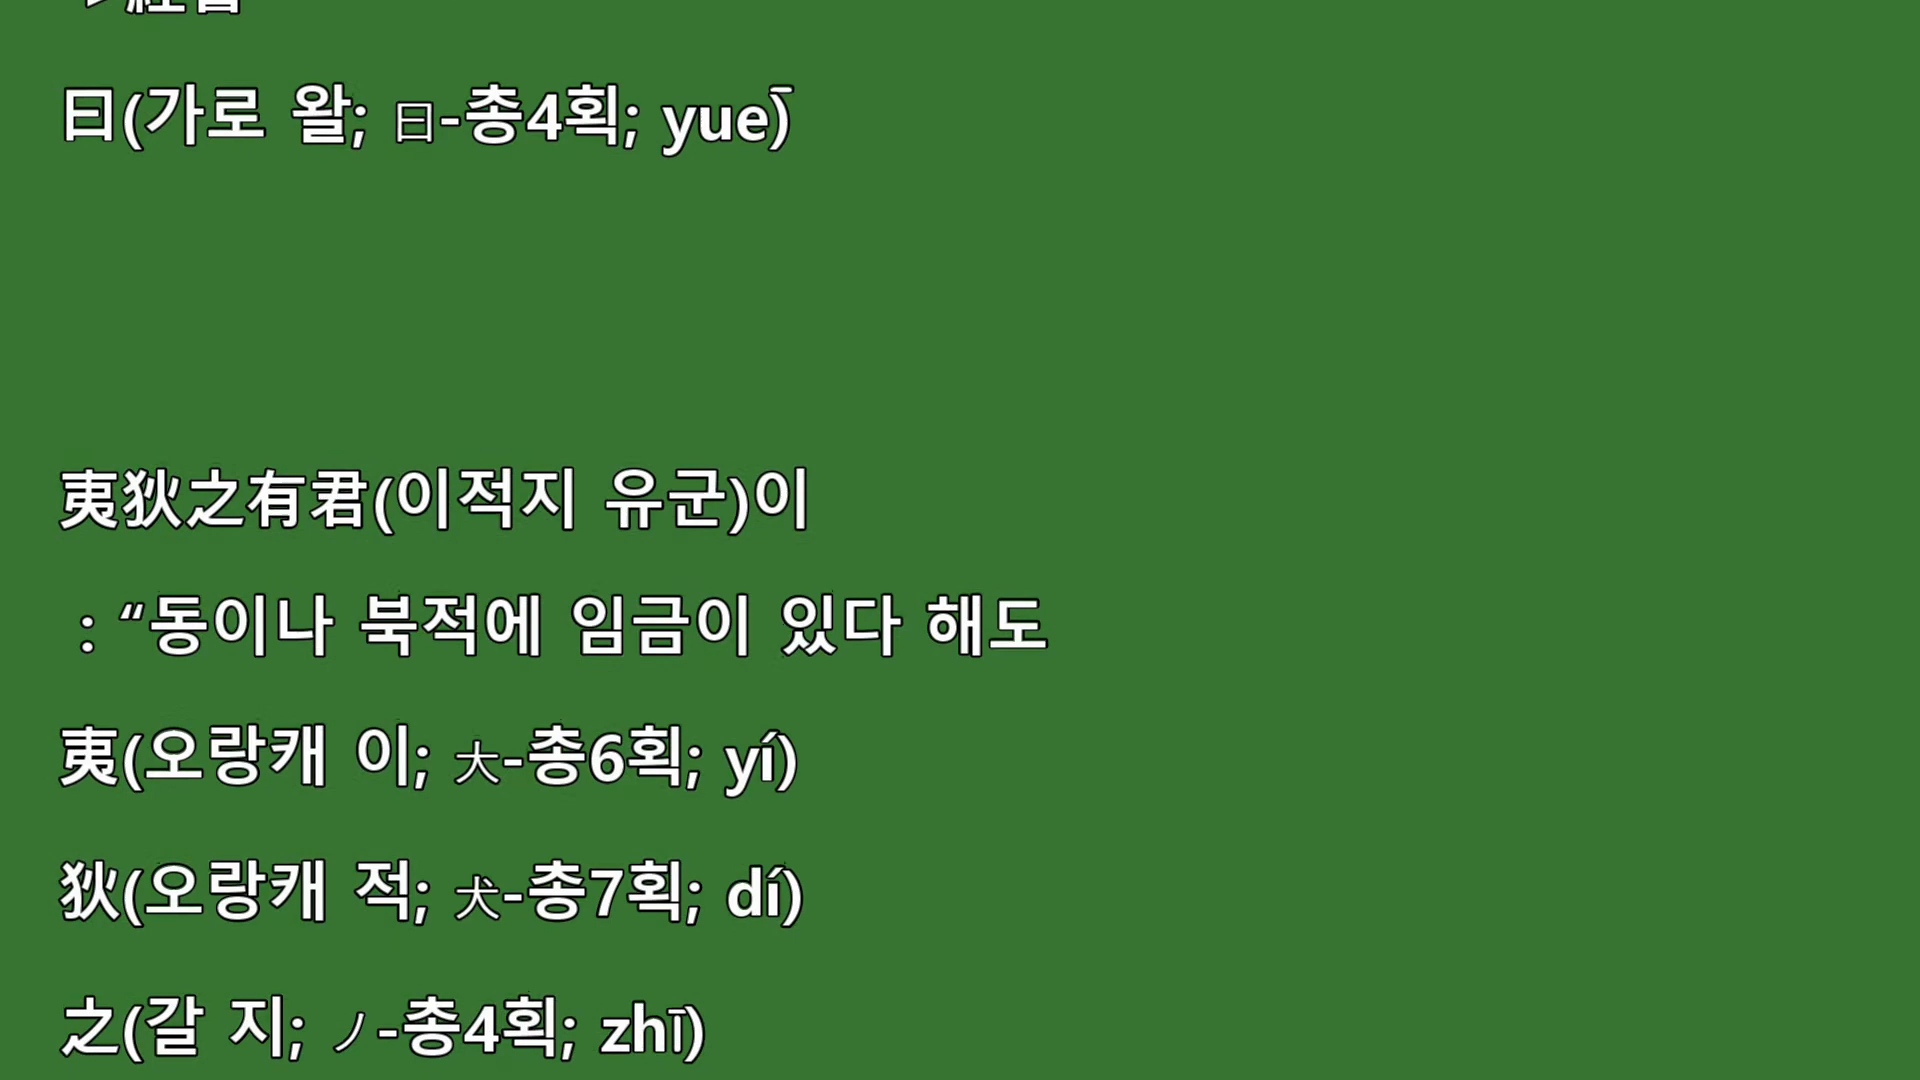 曰(가로 왈; 曰-총4획; yuē)
夷狄之有君(이적지 유군)이
: “동이나 북적에 임금이 있다 해도
夷(오랑캐 이; 大-총6획; yí)
狄(오랑캐 적; 犬-총7획; dí)
之(갈 지; ノ-총4획; zhī)